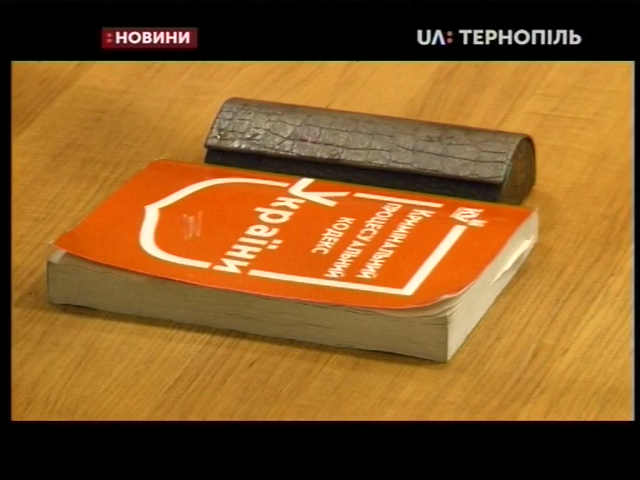 : НОВИНИ
UA: ТЕРНОПІЛЬ
КРИМІНАЛЬНИЙ
ПРОЦЕСУАЛЬНИЙ
КОДЕКС
України